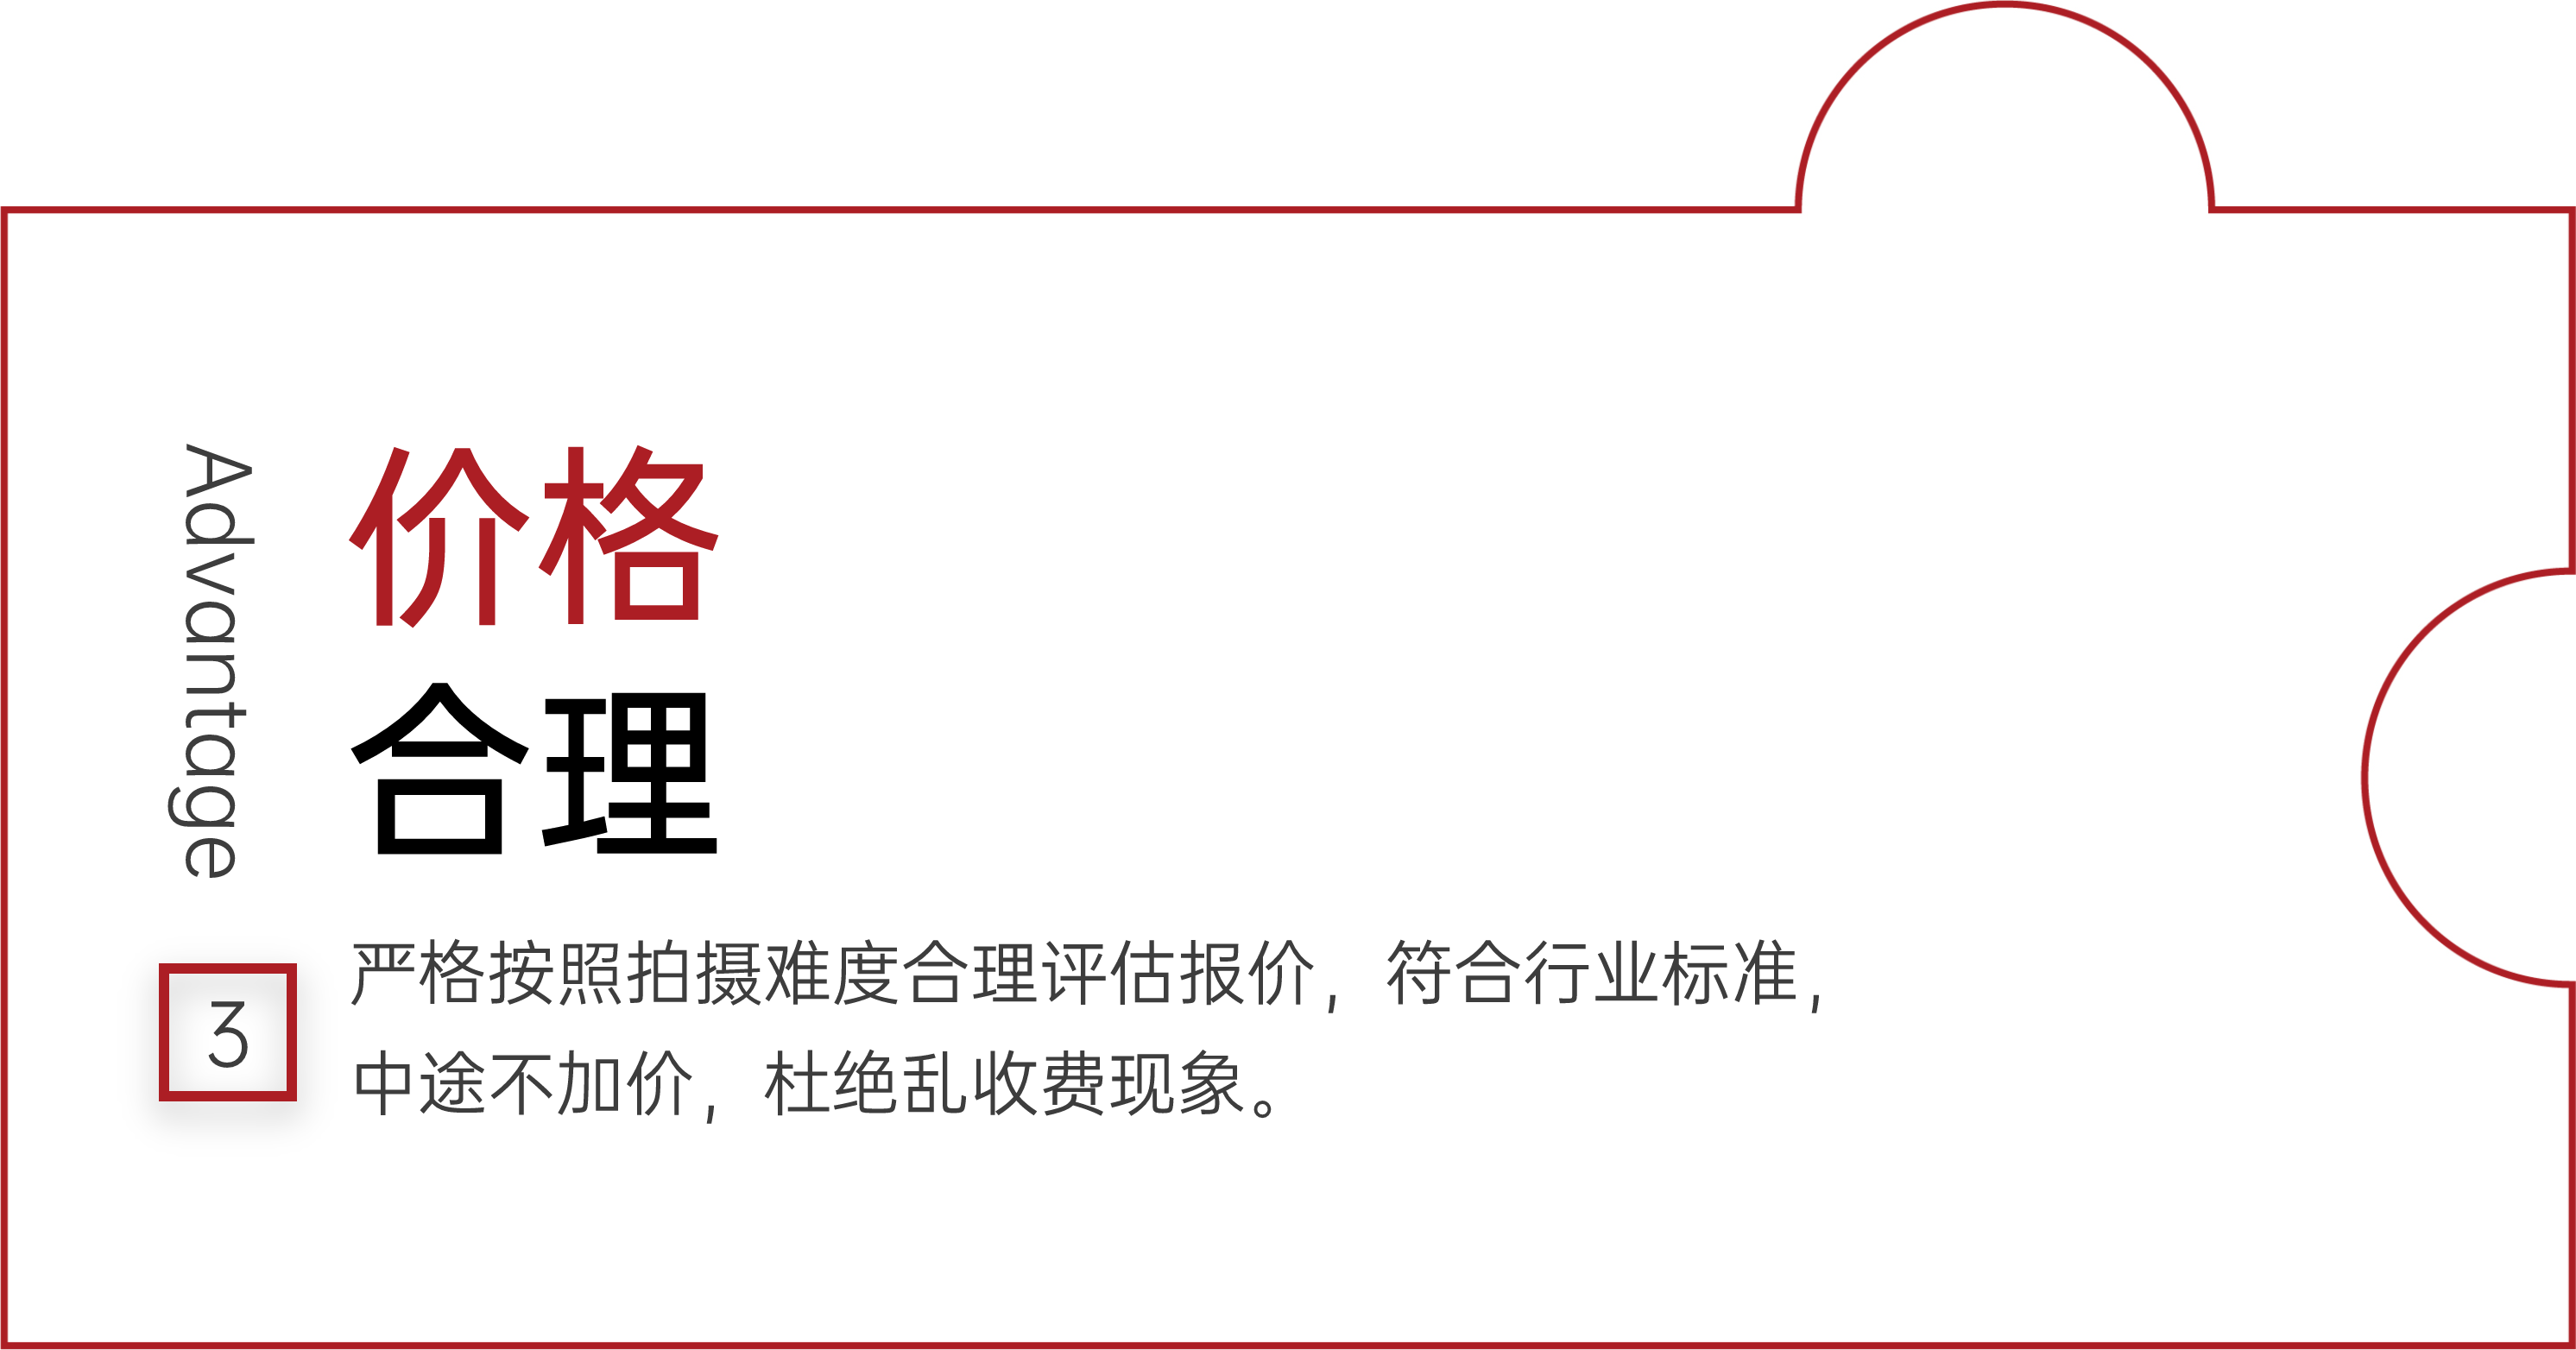 Advantage
3
价格
合理
严格按照拍摄难度合理评估报价，符合行业标准，
中途不加价，杜绝乱收费现象。